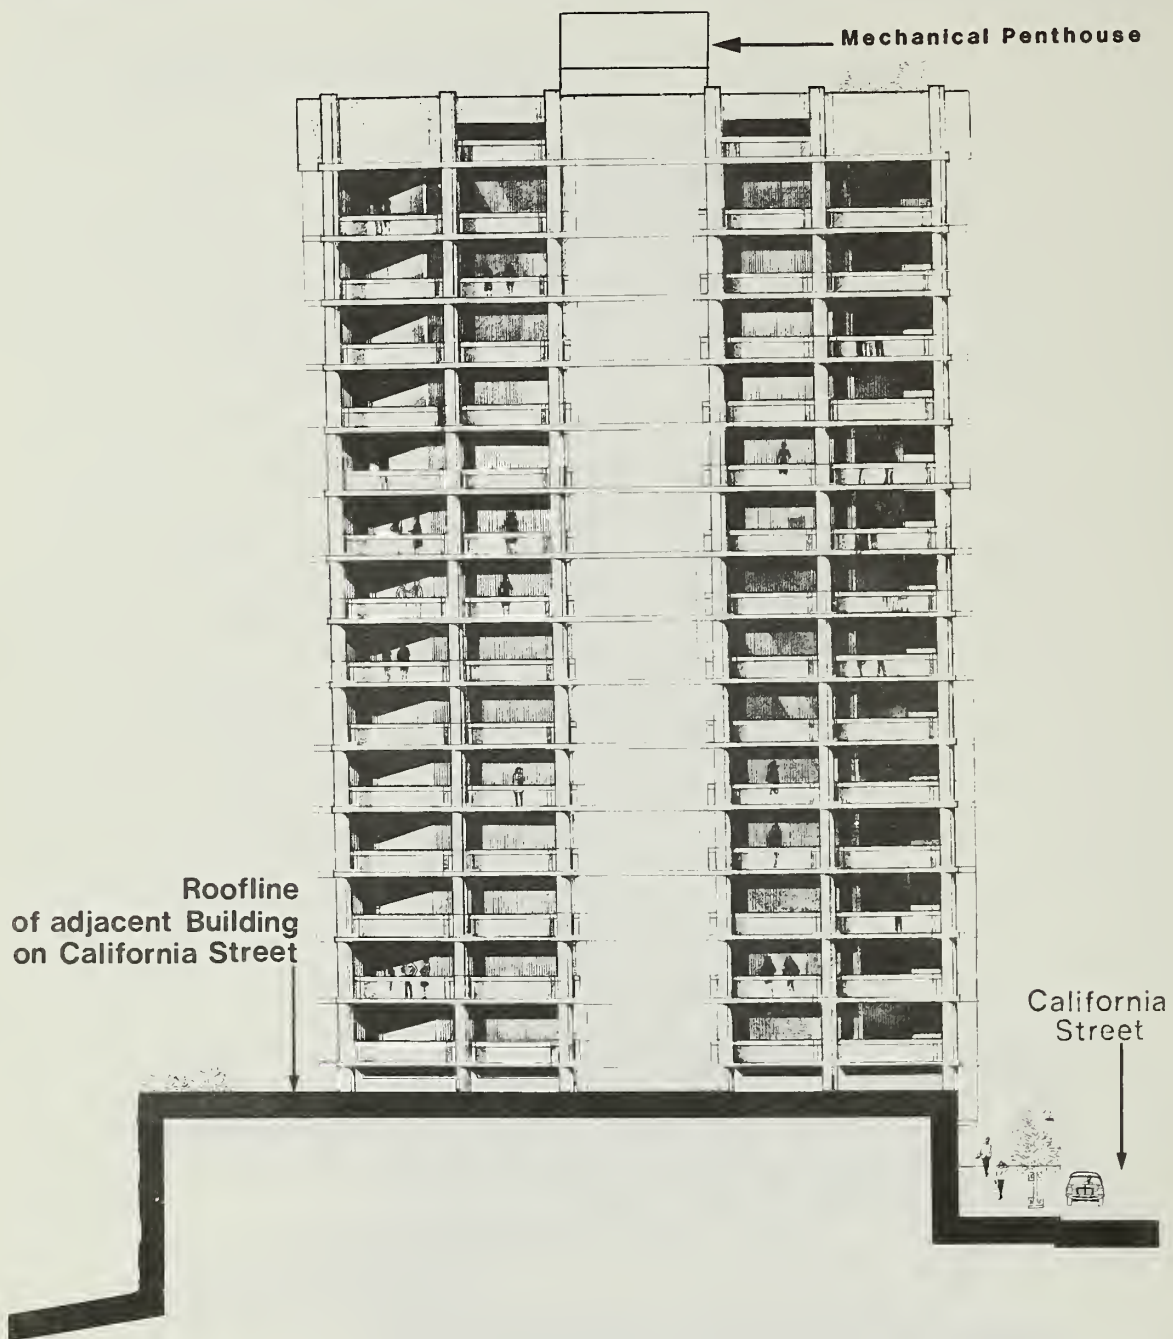 Mechanical Penthouse
Roofline
of adjacent Building
on California Street
California
Street